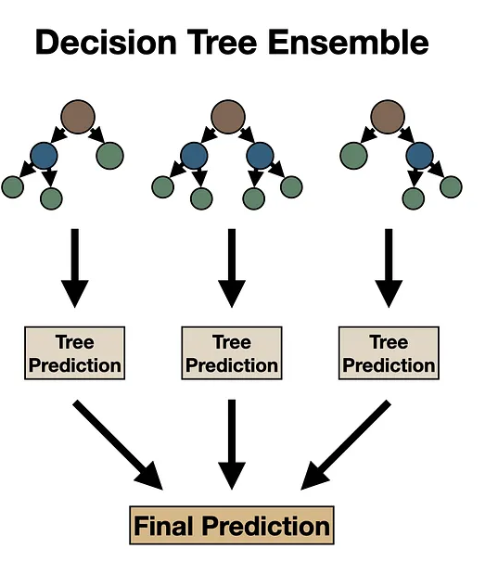 Decision Tree Ensemble
Tree
Prediction
Tree
Prediction
Tree
Prediction
Final Prediction